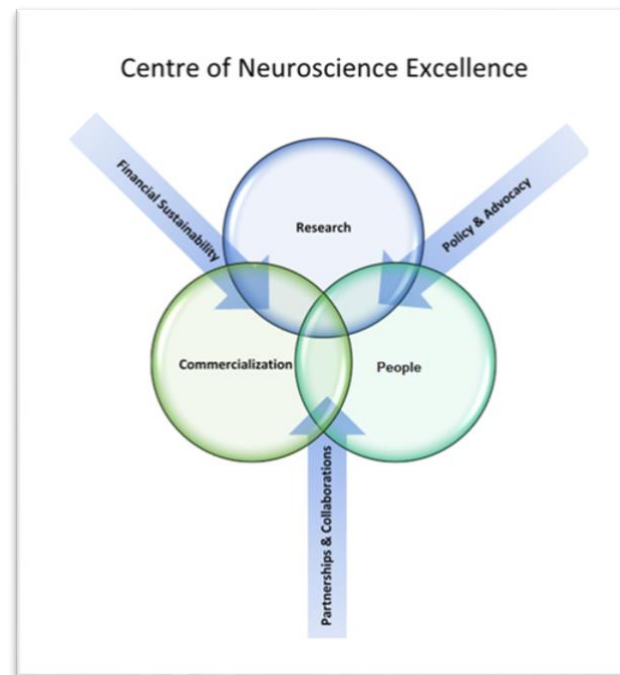 Centre of Neuroscience Excellence
Financial Sustainability
Policy & Advocacy
Research
Commercialization
People
Partnerships & Collaborations